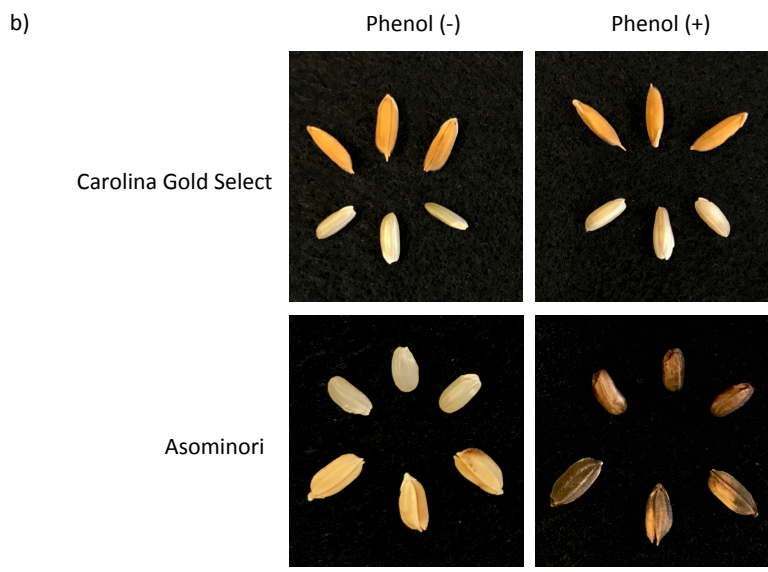 b)
Phenol (-)
Phenol (+)
Carolina Gold Select
Asominori